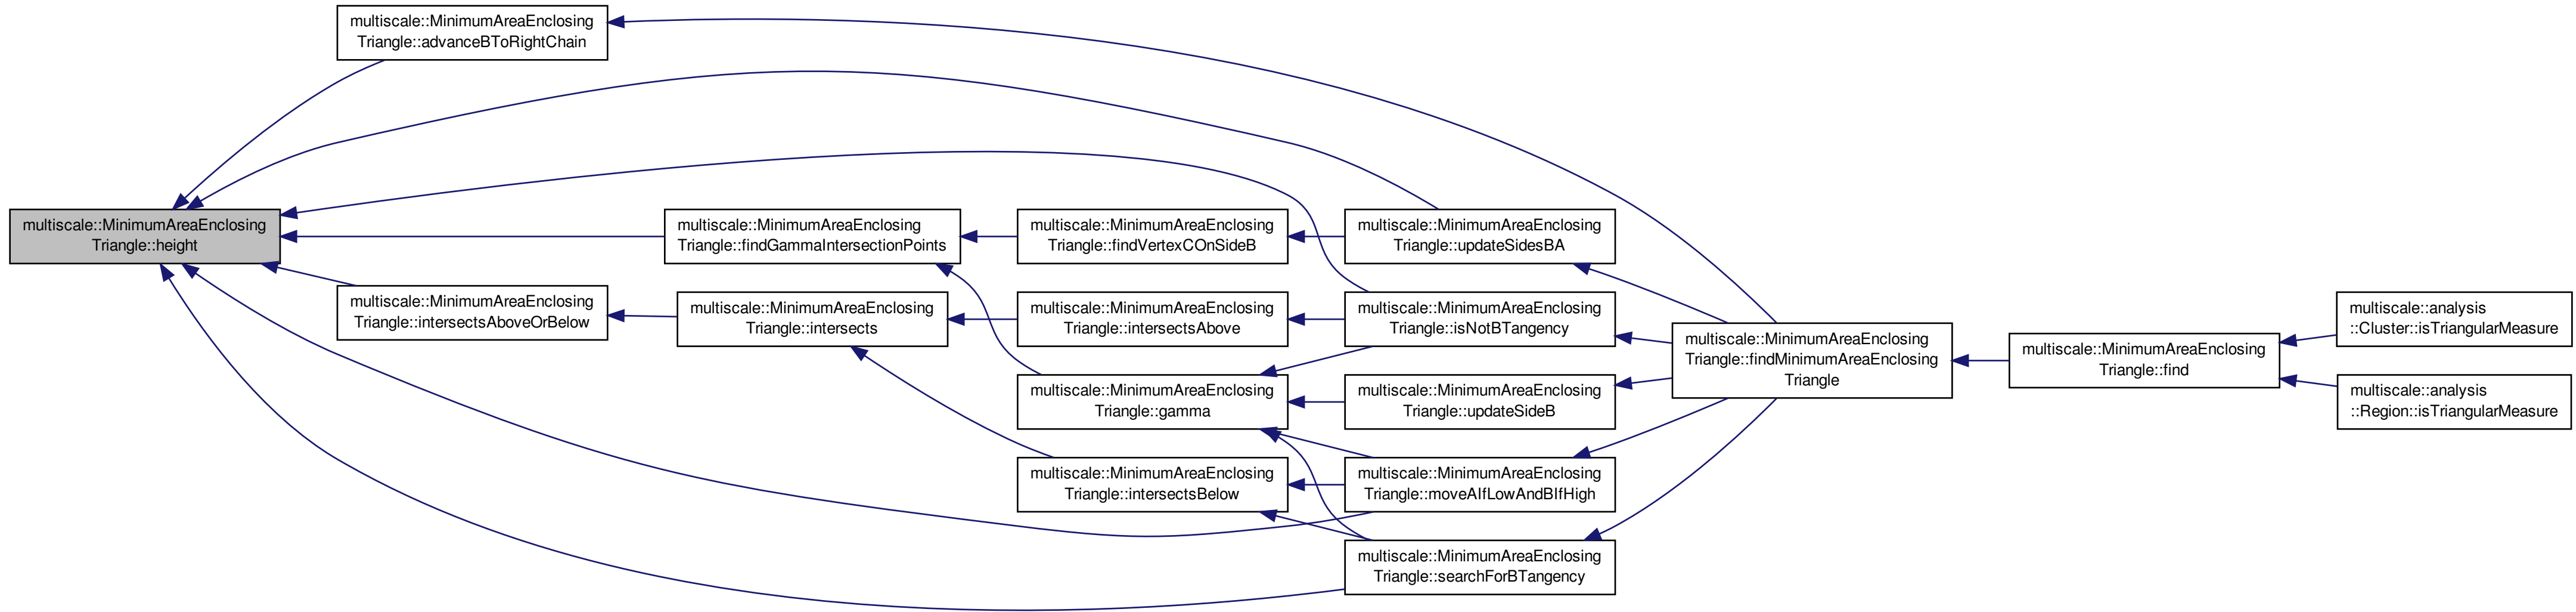 multiscale::MinimumAreaEnclosing
Triangle::height
multiscale::MinimumAreaEnclosing
Triangle::advanceBToRightChain
multiscale::MinimumAreaEnclosing
Triangle::intersectsAboveOrBelow
multiscale::MinimumAreaEnclosing
Triangle::findGammaIntersectionPoints
multiscale::MinimumAreaEnclosing
Triangle::intersects
multiscale::MinimumAreaEnclosing
Triangle::findVertexCOnSideB
multiscale::MinimumAreaEnclosing
Triangle::intersectsAbove
multiscale::MinimumAreaEnclosing
Triangle::gamma
multiscale::MinimumAreaEnclosing
Triangle::intersectsBelow
multiscale::MinimumAreaEnclosing
Triangle::updateSidesBA
multiscale::MinimumAreaEnclosing
Triangle::isNotBTangency
multiscale::MinimumAreaEnclosing
Triangle::updateSideB
multiscale::MinimumAreaEnclosing
Triangle::moveAIfLowAndBIfHigh
multiscale::MinimumAreaEnclosing
Triangle::searchForBTangency
multiscale::MinimumAreaEnclosing
Triangle::findMinimumAreaEnclosing
Triangle
multiscale::MinimumAreaEnclosing
Triangle::find
multiscale::analysis
::Cluster::isTriangularMeasure
multiscale::analysis
::Region::isTriangularMeasure